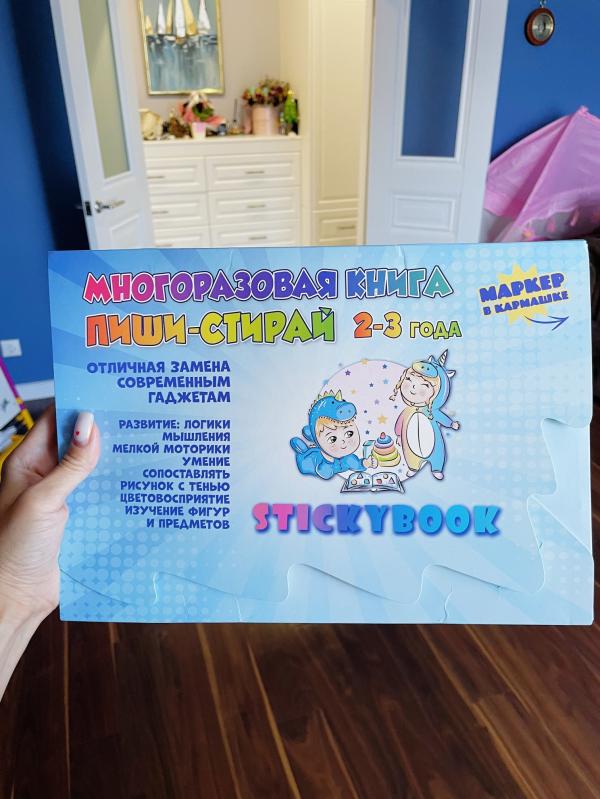 МНОГОРАЗОВАЯ КНИГА
ПИШИ-СТИРАЙ 2-3 ГОДА
МАРКЕР
В КАРМАШКЕ
ОТЛИЧНАЯ ЗАМЕНА
СОВРЕМЕННЫМ
ГАДЖЕТАМ
РАЗВИТИЕ: ЛОГИКИ
МЫШЛЕНИЯ
МЕЛКОЙ МОТОРИКИ
УМЕНИЕ
СОПОСТАВЛЯТЬ
РИСУНОК С ТЕНЬЮ
ЦВЕТОВОСПРИЯТИЕ
ИЗУЧЕНИЕ ФИГУР
И ПРЕДМЕТОВ
STICKYBOOK